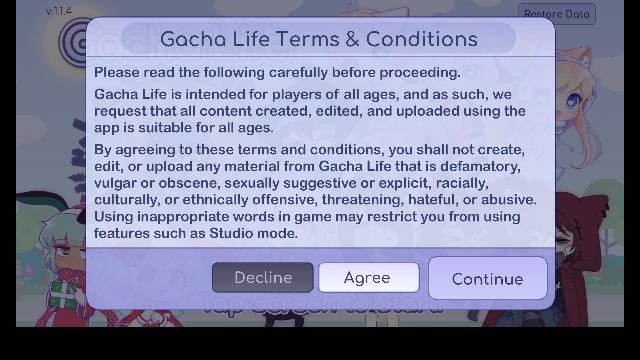 v.1.1.4
Restore Data
Gacha Life Terms & Conditions
Please read the following carefully before proceeding.
Gacha Life is intended for players of all ages, and as such, we
request that all content created, edited, and uploaded using the
app is suitable for all ages.
By agreeing to these terms and conditions, you shall not create,
edit, or upload any material from Gacha Life that is defamatory,
vulgar or obscene, sexually suggestive or explicit, racially,
culturally, or ethnically offensive, threatening, hateful, or abusive.
Using inappropriate words in game may restrict you from using
features such as Studio mode.
Decline
Agree
Continue